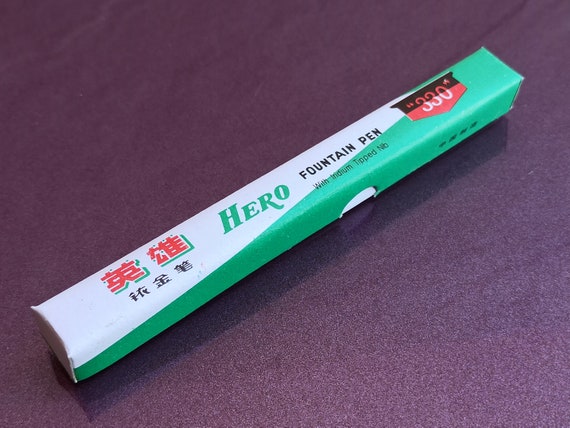 英雄
铱金笔
HERO
FOUNTAIN PEN
With Iridium Tipped Nib
"330"